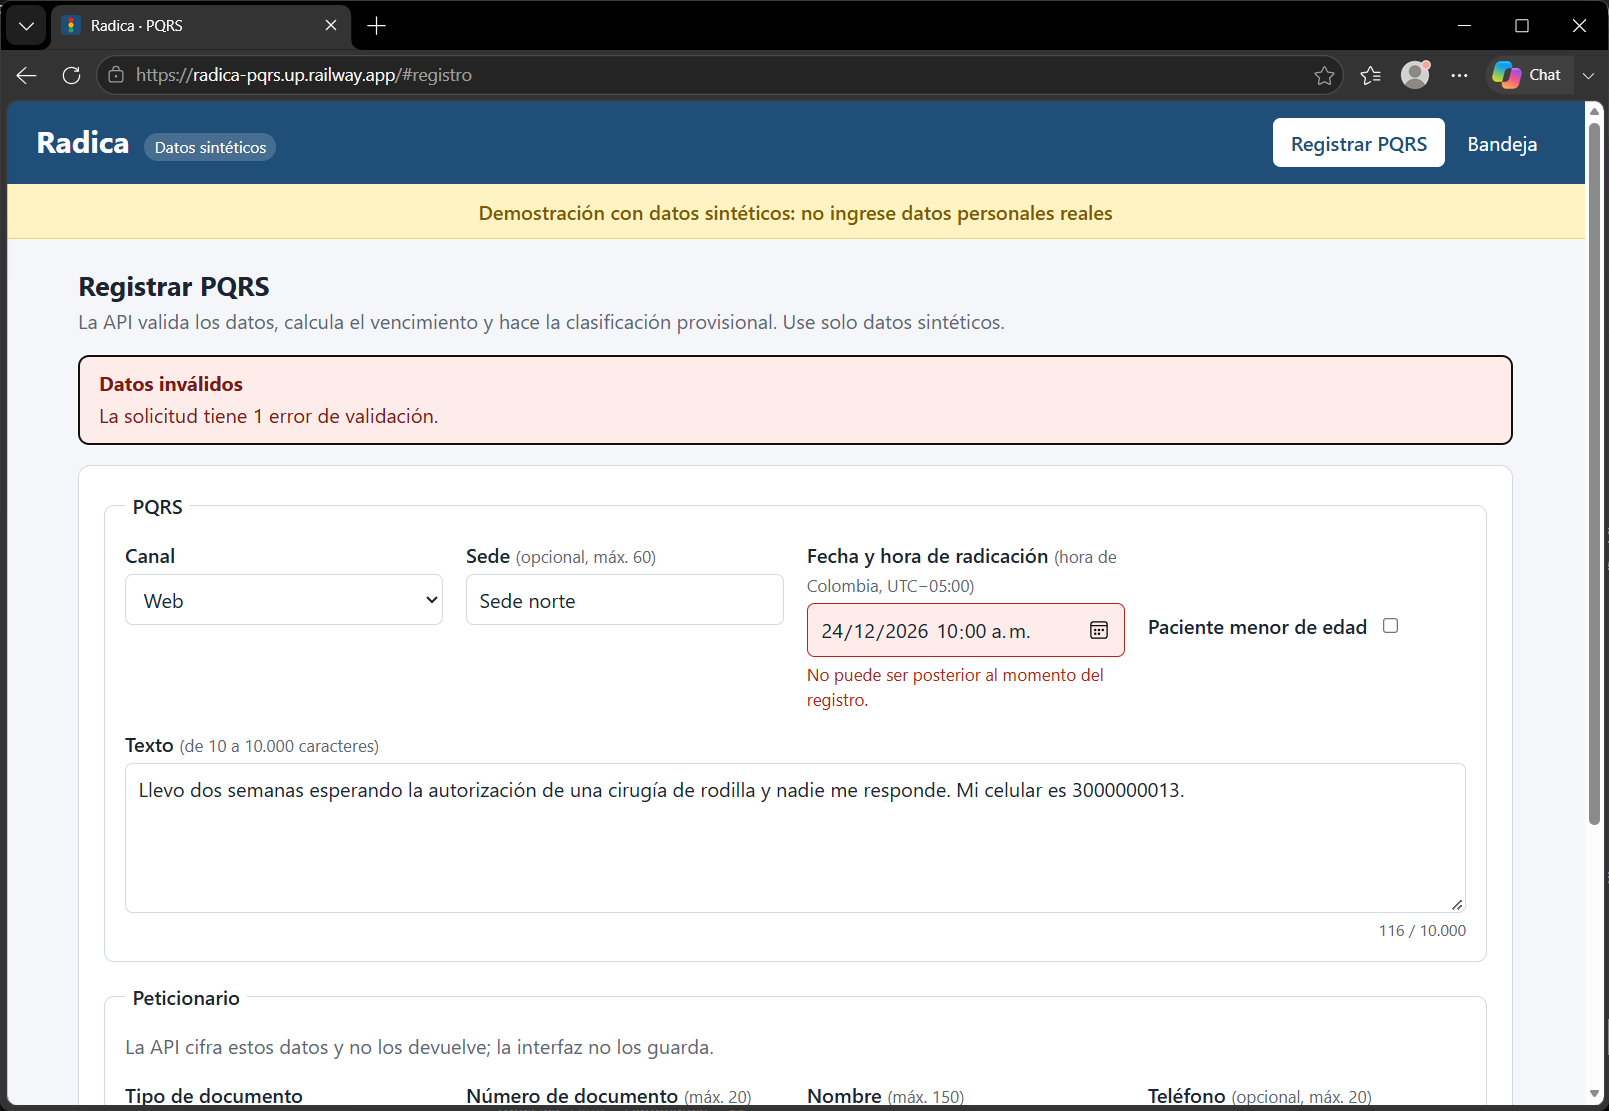 Radica · PQRS
https://radica-pqrs.up.railway.app/#registro
Chat
Radica
Datos sintéticos
Registrar PQRS
Bandeja
Demostración con datos sintéticos: no ingrese datos personales reales
Registrar PQRS
La API valida los datos, calcula el vencimiento y hace la clasificación provisional. Use solo datos sintéticos.
Datos inválidos
La solicitud tiene 1 error de validación.
PQRS
Canal
Web
Sede (opcional, máx. 60)
Sede norte
Fecha y hora de radicación (hora de
Colombia, UTC−05:00)
24/12/2026 10:00 a.m.
No puede ser posterior al momento del
registro.
Paciente menor de edad
Texto (de 10 a 10.000 caracteres)
Llevo dos semanas esperando la autorización de una cirugía de rodilla y nadie me responde. Mi celular es 3000000013.
116 / 10.000
Peticionario
La API cifra estos datos y no los devuelve; la interfaz no los guarda.
Tipo de documento
Número de documento (máx. 20)
Nombre (máx. 150)
Teléfono (opcional, máx. 20)